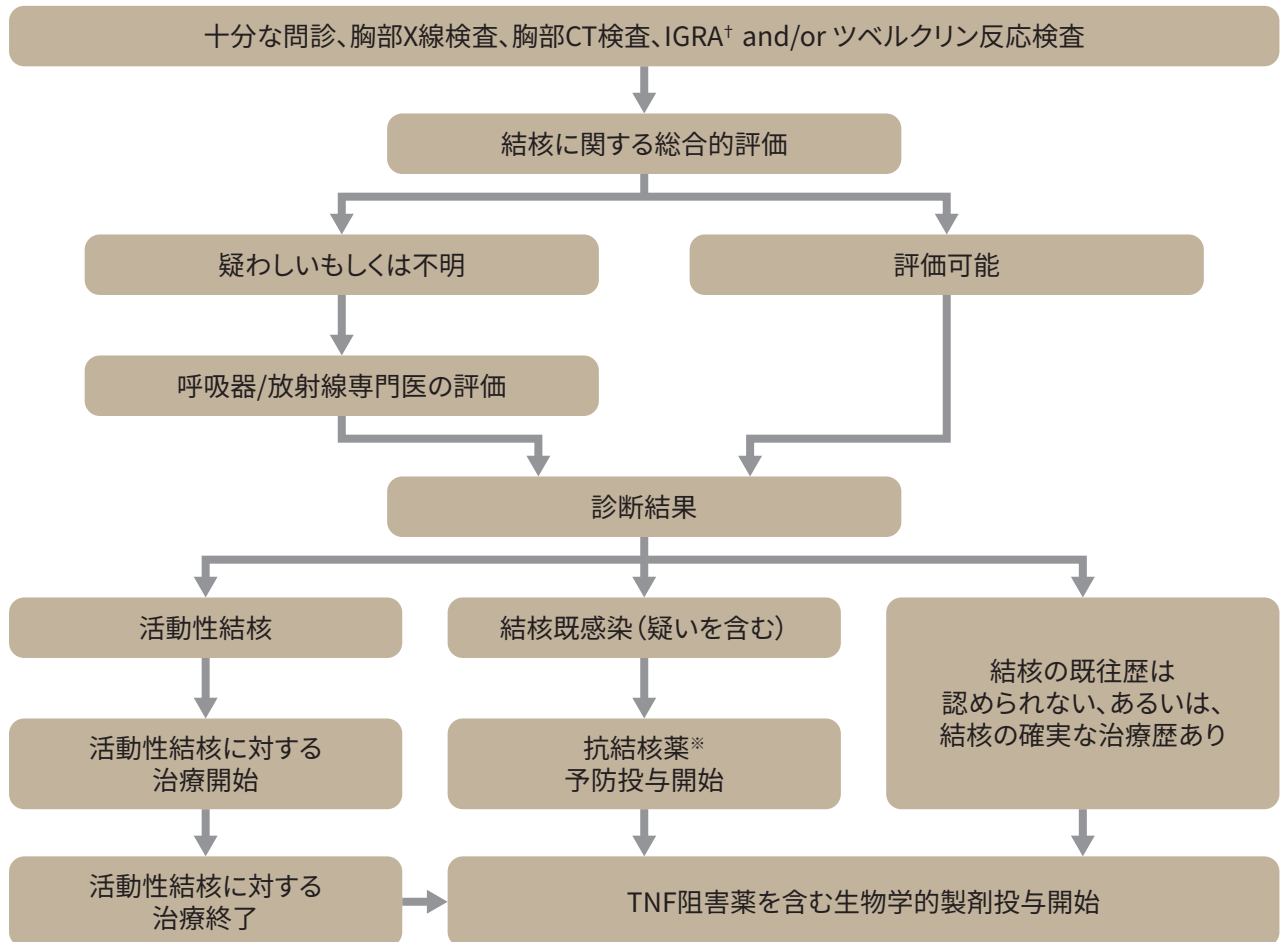 十分な問診、胸部X線検査、胸部CT検査、IGRA† and/or ツベルクリン反応検査
結核に関する総合的評価
疑わしいもしくは不明
評価可能
呼吸器/放射線専門医の評価
診断結果
活動性結核
結核既感染（疑いを含む）
結核の既往歴は
認められない、あるいは、
結核の確実な治療歴あり
活動性結核に対する
治療開始
抗結核薬※
予防投与開始
活動性結核に対する
治療終了
TNF阻害薬を含む生物学的製剤投与開始